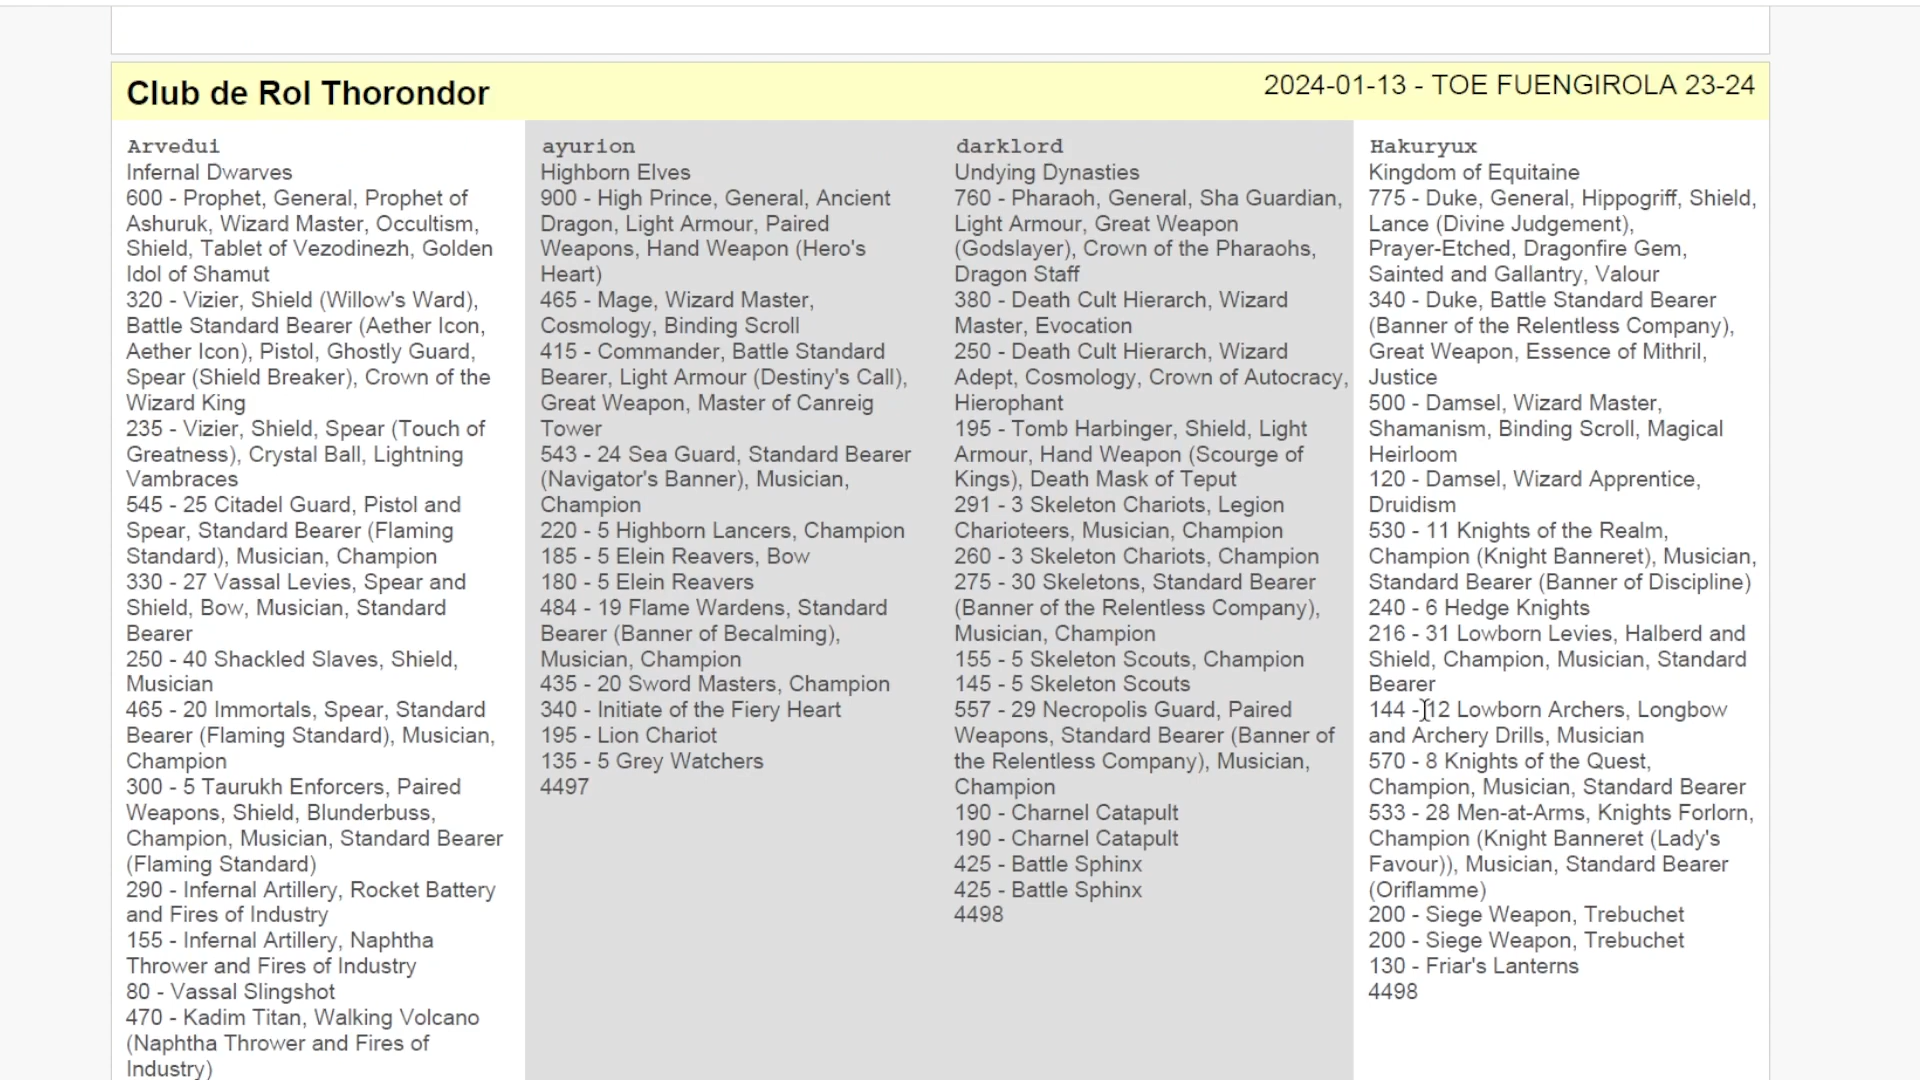 Club de Rol Thorondor
2024-01-13 - TOE FUENGIROLA 23-24
Arvedui
Infernal Dwarves
600 - Prophet, General, Prophet of
Ashuruk, Wizard Master, Occultism,
Shield, Tablet of Vezodinezh, Golden
Idol of Shamut
320 - Vizier, Shield (Willow's Ward),
Battle Standard Bearer (Aether Icon,
Aether Icon), Pistol, Ghostly Guard,
Spear (Shield Breaker), Crown of the
Wizard King
235 - Vizier, Shield, Spear (Touch of
Greatness), Crystal Ball, Lightning
Vambraces
545 - 25 Citadel Guard, Pistol and
Spear, Standard Bearer (Flaming
Standard), Musician, Champion
330 - 27 Vassal Levies, Spear and
Shield, Bow, Musician, Standard
Bearer
250 - 40 Shackled Slaves, Shield,
Musician
465 - 20 Immortals, Spear, Standard
Bearer (Flaming Standard), Musician,
Champion
300 - 5 Taurukh Enforcers, Paired
Weapons, Shield, Blunderbuss,
Champion, Musician, Standard Bearer
(Flaming Standard)
290 - Infernal Artillery, Rocket Battery
and Fires of Industry
155 - Infernal Artillery, Naphtha
Thrower and Fires of Industry
80 - Vassal Slingshot
470 - Kadim Titan, Walking Volcano
(Naphtha Thrower and Fires of
Industry)
ayurion
Highborn Elves
900 - High Prince, General, Ancient
Dragon, Light Armour, Paired
Weapons, Hand Weapon (Hero's
Heart)
465 - Mage, Wizard Master,
Cosmology, Binding Scroll
415 - Commander, Battle Standard
Bearer, Light Armour (Destiny's Call),
Great Weapon, Master of Canreig
Tower
543 - 24 Sea Guard, Standard Bearer
(Navigator's Banner), Musician,
Champion
220 - 5 Highborn Lancers, Champion
185 - 5 Elein Reavers, Bow
180 - 5 Elein Reavers
484 - 19 Flame Wardens, Standard
Bearer (Banner of Becalming),
Musician, Champion
435 - 20 Sword Masters, Champion
340 - Initiate of the Fiery Heart
195 - Lion Chariot
135 - 5 Grey Watchers
4497
darklord
Undying Dynasties
760 - Pharaoh, General, Sha Guardian,
Light Armour, Great Weapon
(Godslayer), Crown of the Pharaohs,
Dragon Staff
380 - Death Cult Hierarch, Wizard
Master, Evocation
250 - Death Cult Hierarch, Wizard
Adept, Cosmology, Crown of Autocracy,
Hierophant
195 - Tomb Harbinger, Shield, Light
Armour, Hand Weapon (Scourge of
Kings), Death Mask of Teput
291 - 3 Skeleton Chariots, Legion
Charioteers, Musician, Champion
260 - 3 Skeleton Chariots, Champion
275 - 30 Skeletons, Standard Bearer
(Banner of the Relentless Company),
Musician, Champion
155 - 5 Skeleton Scouts, Champion
145 - 5 Skeleton Scouts
557 - 29 Necropolis Guard, Paired
Weapons, Standard Bearer (Banner of
the Relentless Company), Musician,
Champion
190 - Charnel Catapult
190 - Charnel Catapult
425 - Battle Sphinx
425 - Battle Sphinx
4498
Hakuryux
Kingdom of Equitaine
775 - Duke, General, Hippogriff, Shield,
Lance (Divine Judgement),
Prayer-Etched, Dragonfire Gem,
Sainted and Gallantry, Valour
340 - Duke, Battle Standard Bearer
(Banner of the Relentless Company),
Great Weapon, Essence of Mithril,
Justice
500 - Damsel, Wizard Master,
Shamanism, Binding Scroll, Magical
Heirloom
120 - Damsel, Wizard Apprentice,
Druidism
530 - 11 Knights of the Realm,
Champion (Knight Banneret), Musician,
Standard Bearer (Banner of Discipline)
240 - 6 Hedge Knights
216 - 31 Lowborn Levies, Halberd and
Shield, Champion, Musician, Standard
Bearer
144 - 12 Lowborn Archers, Longbow
and Archery Drills, Musician
570 - 8 Knights of the Quest,
Champion, Musician, Standard Bearer
533 - 28 Men-at-Arms, Knights Forlorn,
Champion (Knight Banneret (Lady's
Favour)), Musician, Standard Bearer
(Oriflamme)
200 - Siege Weapon, Trebuchet
200 - Siege Weapon, Trebuchet
130 - Friar's Lanterns
4498